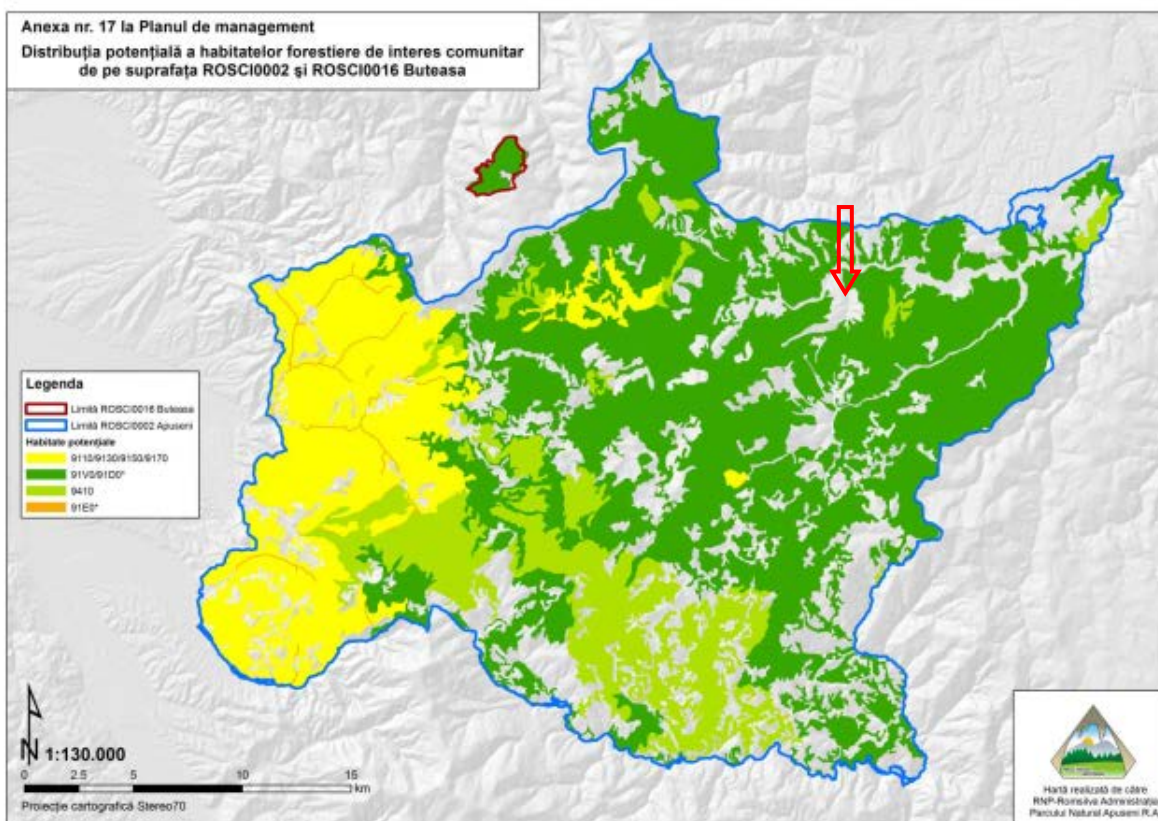 Anexa nr. 17 la Planul de management
Distribuția potențială a habitatelor forestiere de interes comunitar
de pe suprafața ROSCI0002 și ROSCI0016 Buteasa
Legenda
Limită ROSCI0016 Buteasa
Limită ROSCI0002 Apuseni
Habitate potențiale
9110/9130/9150/9170
91V0/91D0*
9410
91E0*
N 1:130.000
0 2.5 5 10 15
km
Proiecție cartografică Stereo70
Hartă realizată de către
RNP-Romsilva Administrația
Parcului Natural Apuseni R.A.